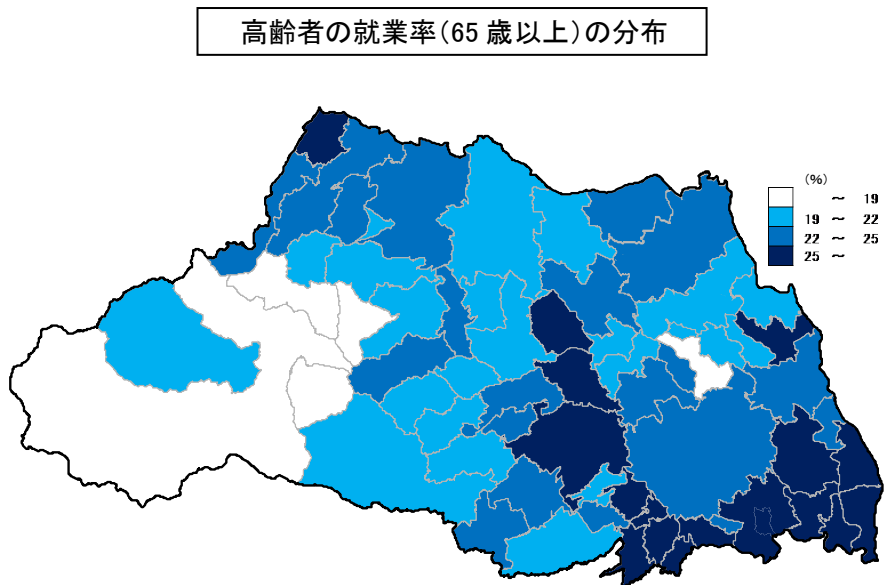 高齢者の就業率(65歳以上)の分布
(%)
～ 19
19 ～ 22
22 ～ 25
25 ～